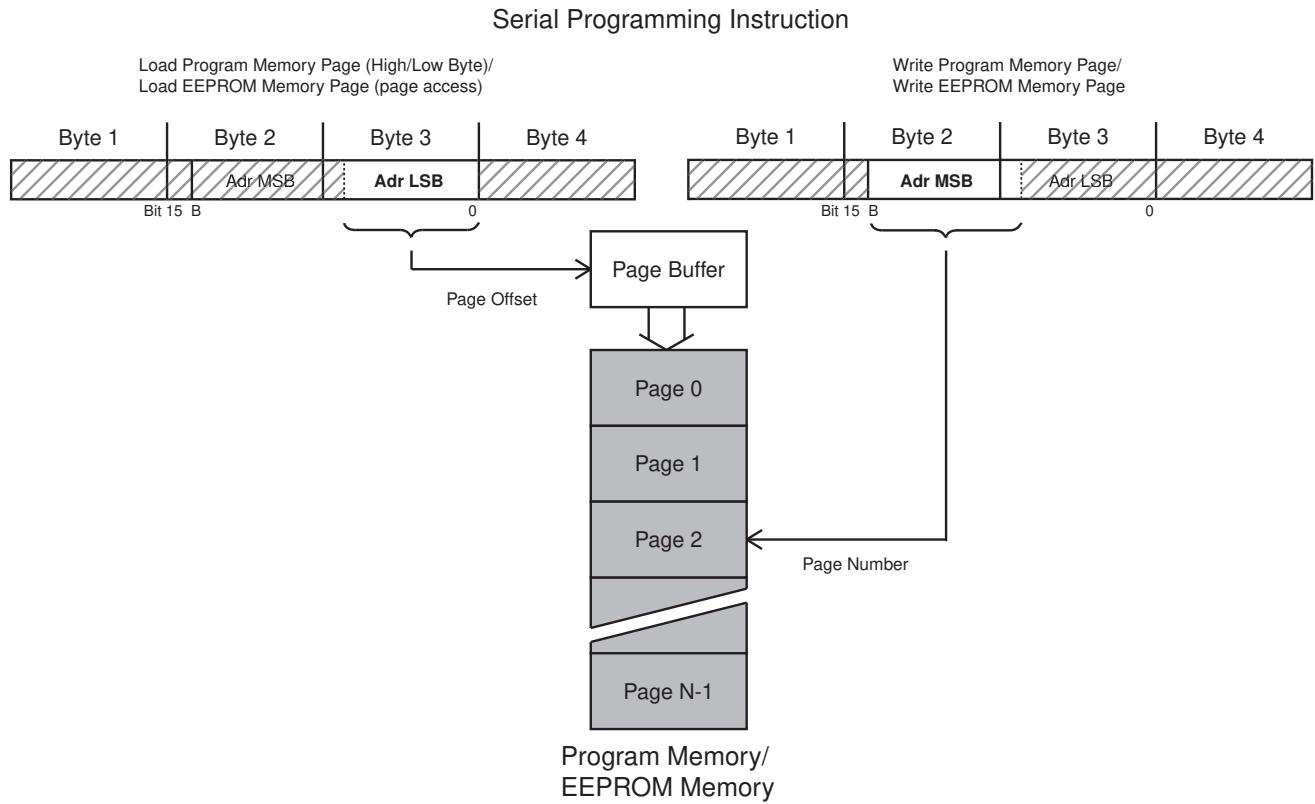 Serial Programming Instruction
Load Program Memory Page (High/Low Byte)/
Load EEPROM Memory Page (page access)
Write Program Memory Page/
Write EEPROM Memory Page
Byte 1 Byte 2 Byte 3 Byte 4
Byte 1 Byte 2 Byte 3 Byte 4
Adr MSB Adr LSB
Adr MSB Adr LSB
Bit 15 B 0
Bit 15 B 0
Page Buffer
Page Offset
Page 0
Page 1
Page 2
Page Number
Page N-1
Program Memory/
EEPROM Memory